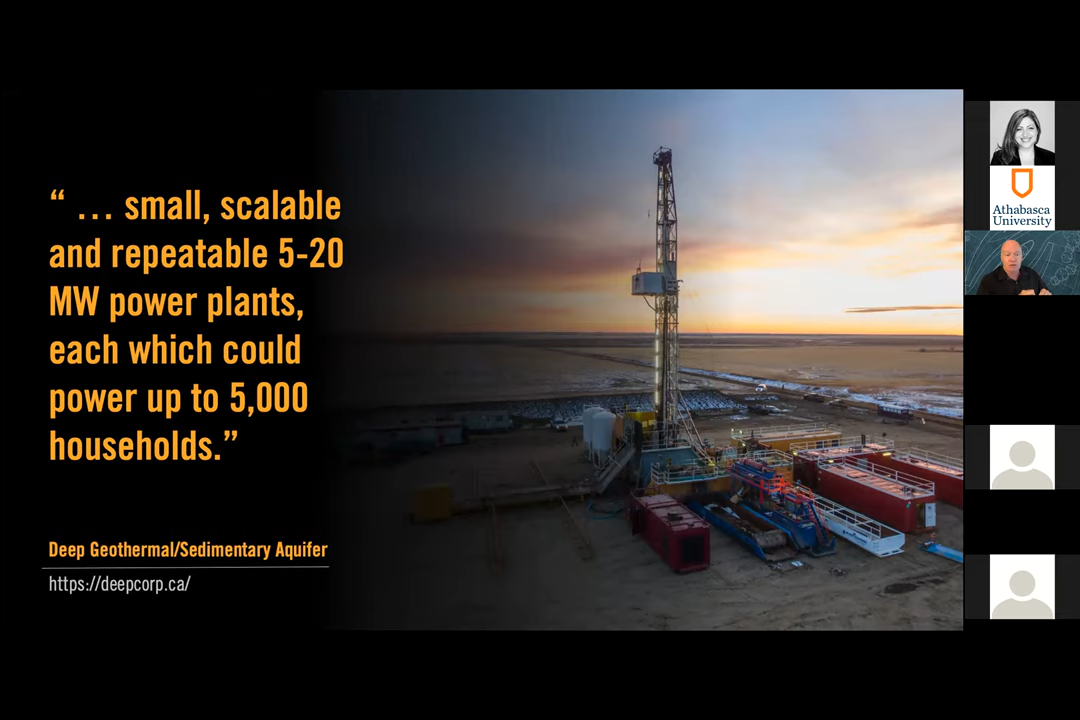 “ … small, scalable
and repeatable 5-20
MW power plants,
each which could
power up to 5,000
households.”
Deep Geothermal/Sedimentary Aquifer
https://deepcorp.ca/
Athabasca
University